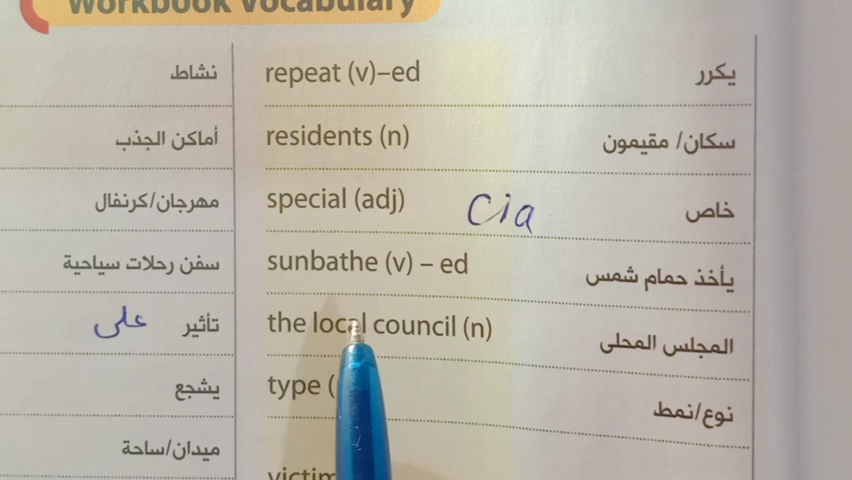 Workbook Vocabulary
نشاط repeat (v)–ed يكرر
أماكن الجذب residents (n) سكان/ مقيمون
مهرجان/كرنفال special (adj) cia خاص
سفن رحلات سياحية sunbathe (v) – ed يأخذ حمام شمس
تأثير على the local council (n) المجلس المحلى
يشجع type ( نوع/نمط
ميدان/ساحة
victim